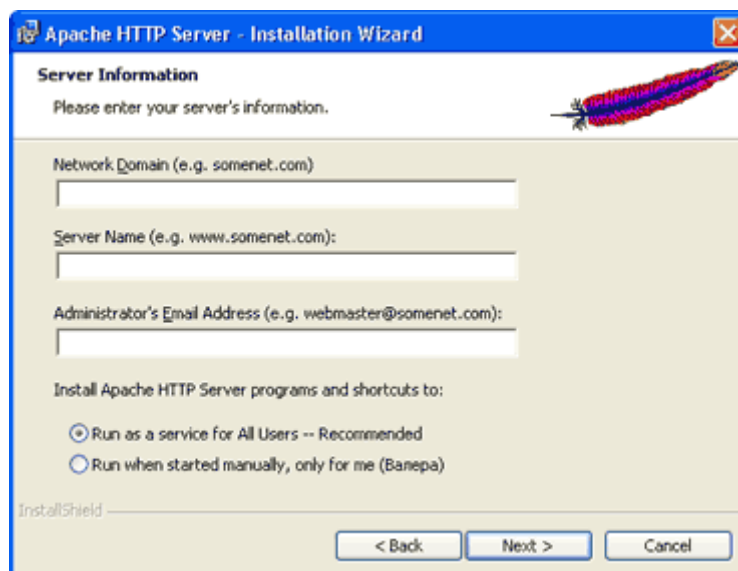 Apache HTTP Server - Installation Wizard
Server Information
Please enter your server's information.
Network Domain (e.g. somenet.com)
Server Name (e.g. www.somenet.com):
Administrator's Email Address (e.g. webmaster@somenet.com):
Install Apache HTTP Server programs and shortcuts to:
Run as a service for All Users -- Recommended
Run when started manually, only for me (Валера)
InstallShield
< Back Next > Cancel